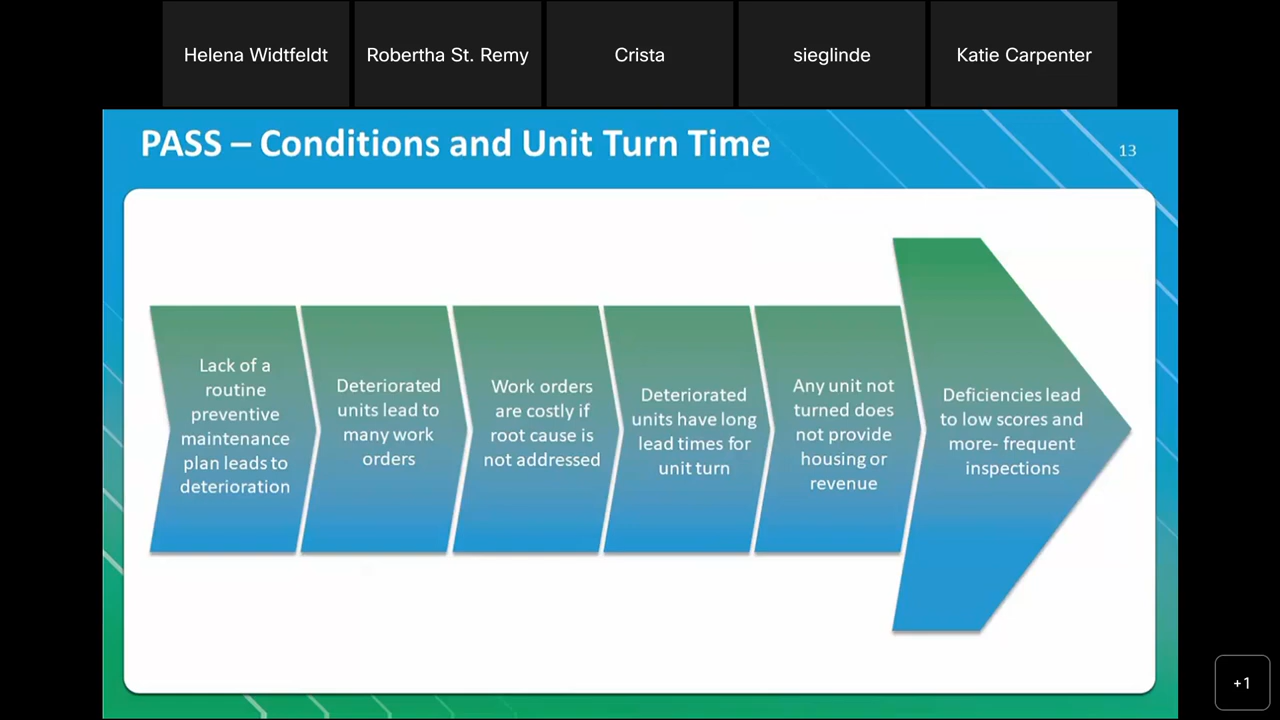 Helena Widtfeldt
Robertha St. Remy
Crista
sieglinde
Katie Carpenter
PASS – Conditions and Unit Turn Time
13
Lack of a
routine
preventive
maintenance
plan leads to
deterioration
Deteriorated
units lead to
many work
orders
Work orders
are costly if
root cause is
not addressed
Deteriorated
units have long
lead times for
unit turn
Any unit not
turned does
not provide
housing or
revenue
Deficiencies lead
to low scores and
more- frequent
inspections
+1